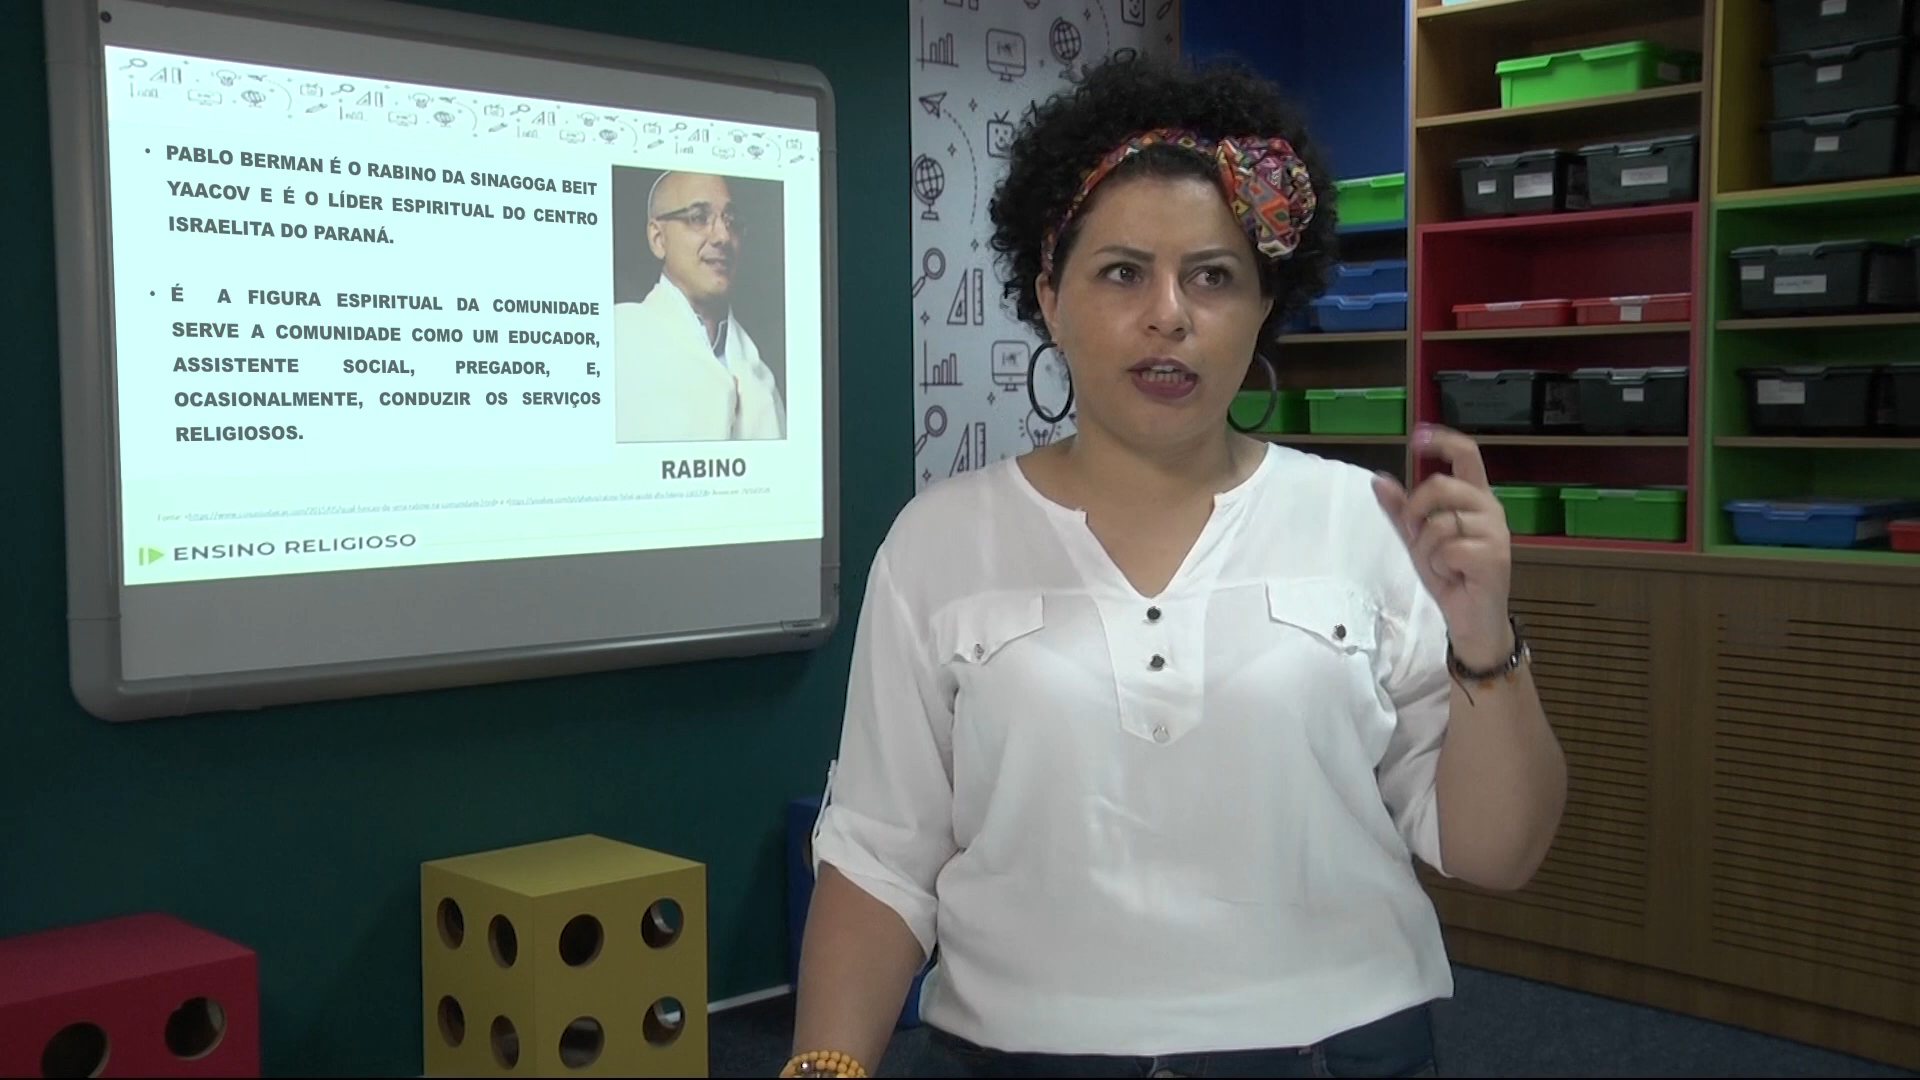 • PABLO BERMAN É O RABINO DA SINAGOGA BEIT
YAACOV E É O LÍDER ESPIRITUAL DO CENTRO
ISRAELITA DO PARANÁ.
• É A FIGURA ESPIRITUAL DA COMUNIDADE
SERVE A COMUNIDADE COMO UM EDUCADOR,
ASSISTENTE SOCIAL, PREGADOR, E,
OCASIONALMENTE, CONDUZIR OS SERVIÇOS
RELIGIOSOS.
RABINO
Fonte:
ENSINO RELIGIOSO